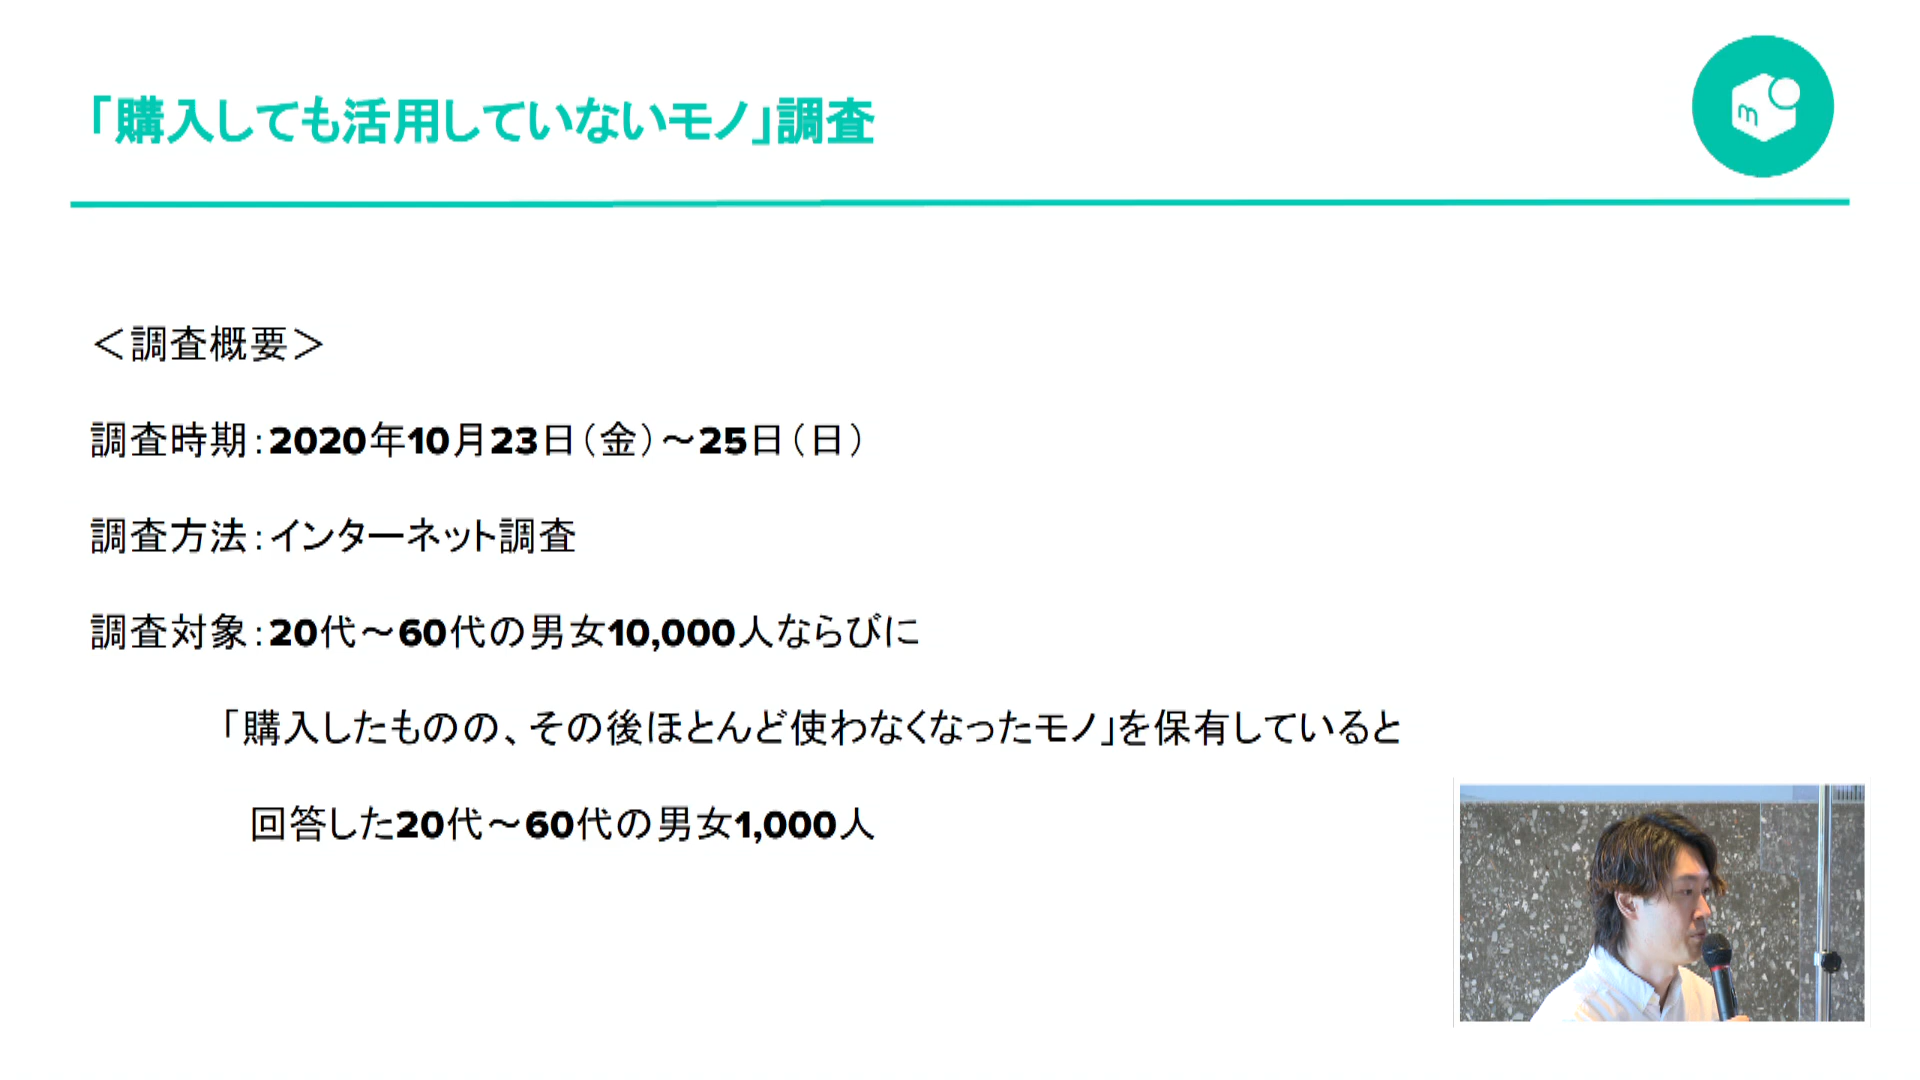 「購入しても活用していないモノ」調査
m
＜調査概要＞
調査時期：2020年10月23日（金）～25日（日）
調査方法：インターネット調査
調査対象：20代～60代の男女10,000人ならびに
「購入したものの、その後ほとんど使わなくなったモノ」を保有していると
回答した20代～60代の男女1,000人